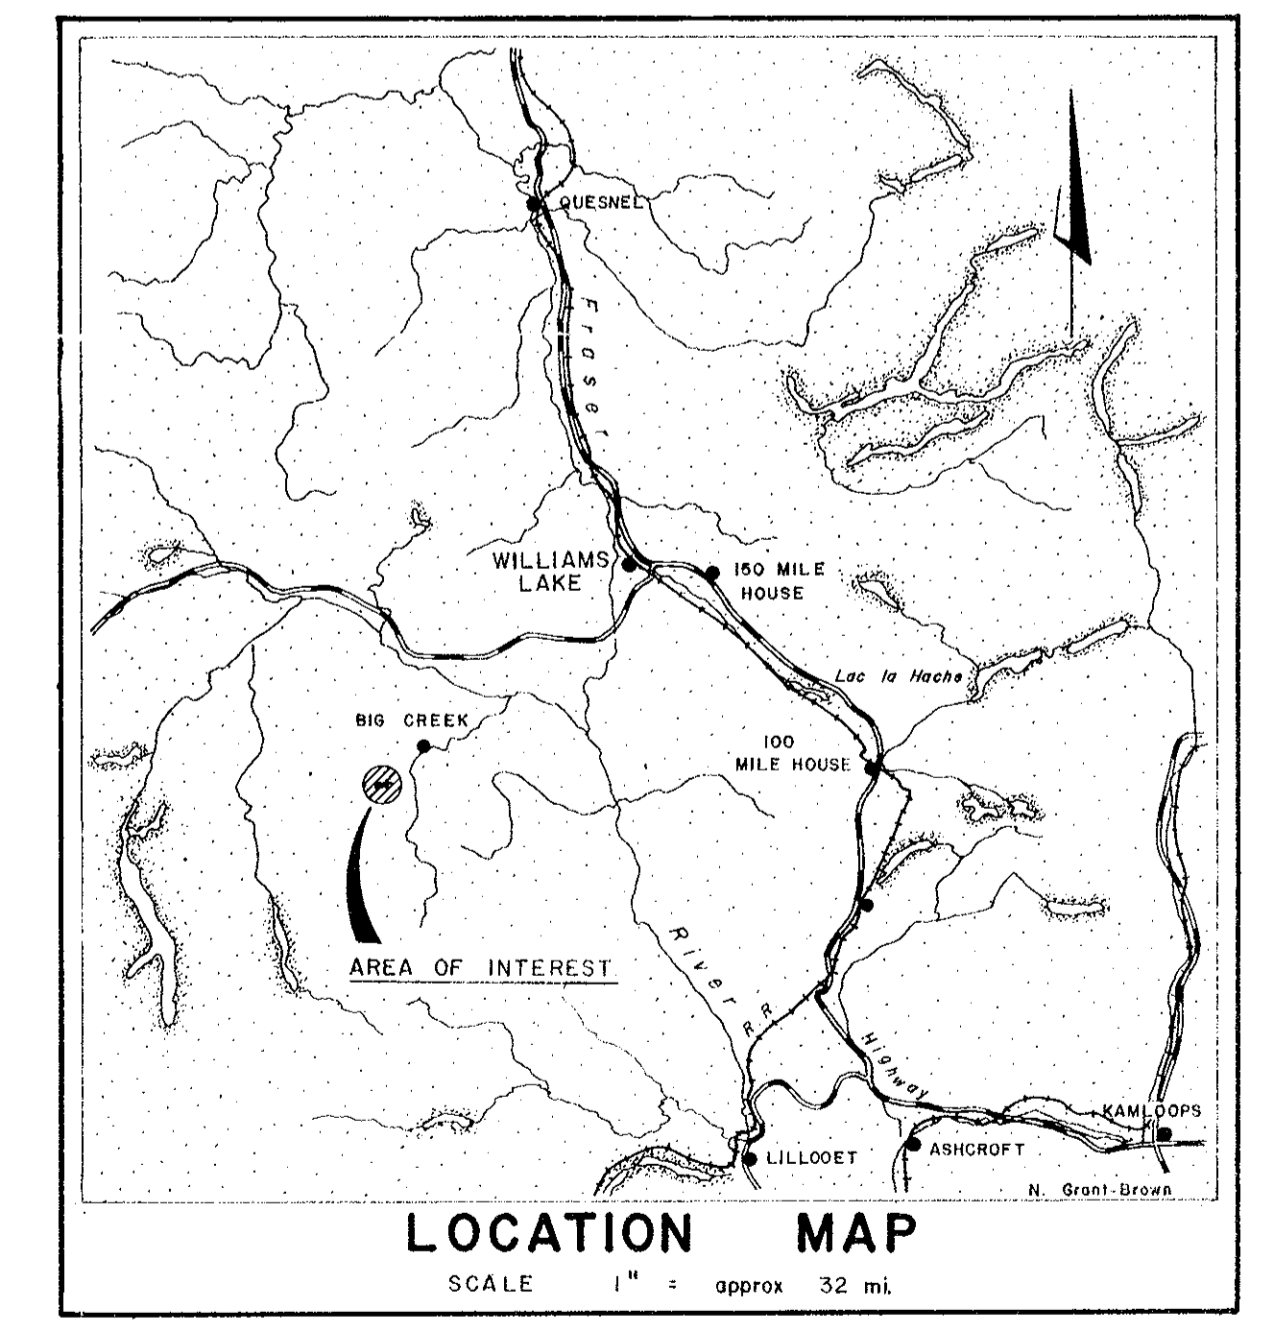 QUESNEL
Fraser
WILLIAMS
LAKE
150 MILE
HOUSE
Lac la Hache
BIG CREEK
100
MILE HOUSE
AREA OF INTEREST
River
R R
Highway
KAMLOOPS
LILLOOET
ASHCROFT
N. Grant-Brown
LOCATION MAP
SCALE 1" = approx 32 mi.